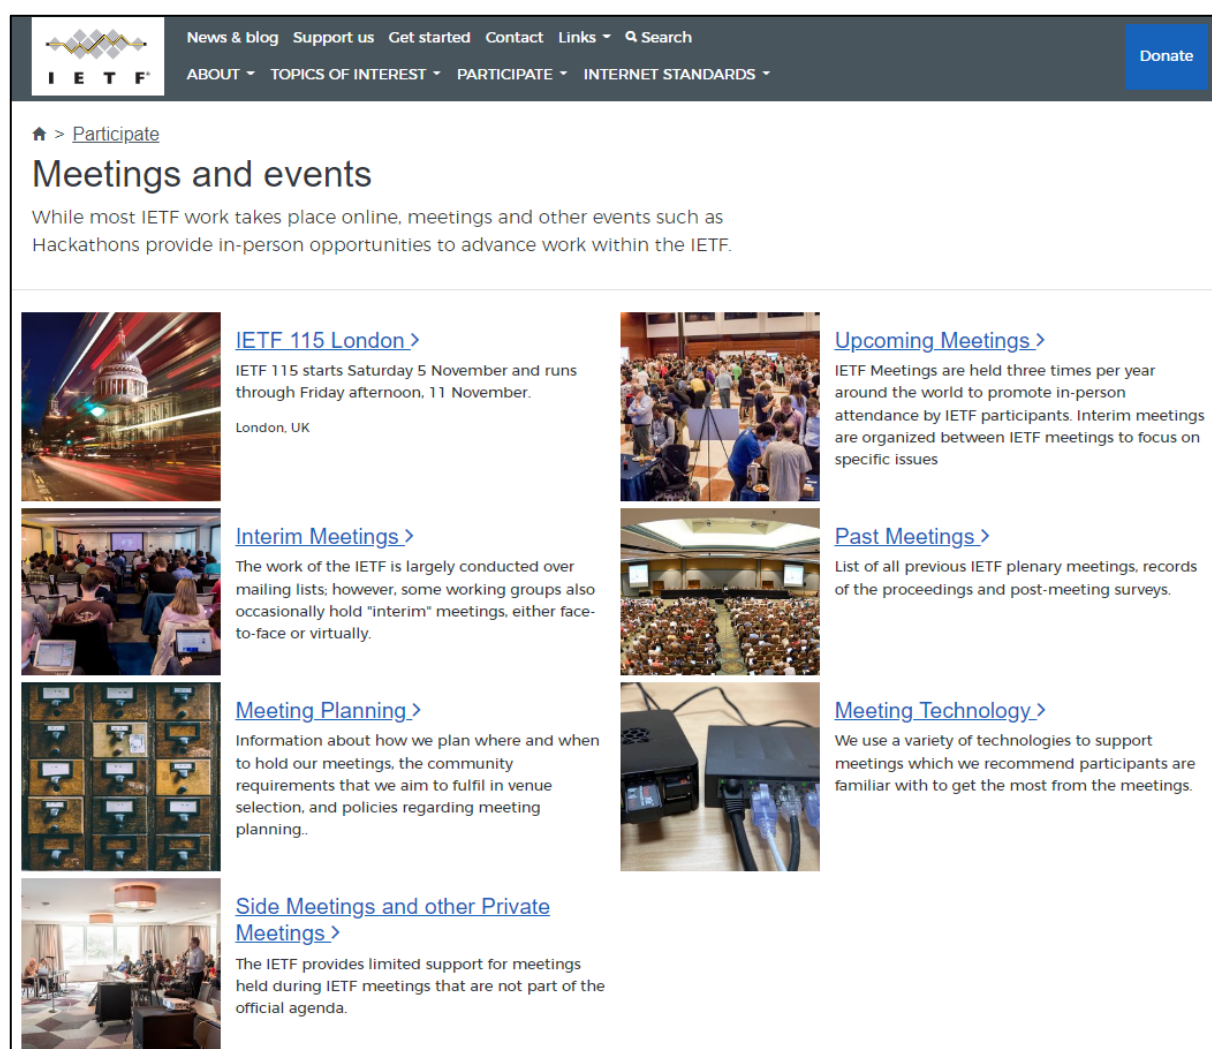 IETF
News & blog Support us Get started Contact Links Search
ABOUT TOPICS OF INTEREST PARTICIPATE INTERNET STANDARDS
Donate
> Participate
Meetings and events
While most IETF work takes place online, meetings and other events such as
Hackathons provide in-person opportunities to advance work within the IETF.
IETF 115 London >
IETF 115 starts Saturday 5 November and runs
through Friday afternoon, 11 November.
London, UK
Upcoming Meetings >
IETF Meetings are held three times per year
around the world to promote in-person
attendance by IETF participants. Interim meetings
are organized between IETF meetings to focus on
specific issues
Interim Meetings >
The work of the IETF is largely conducted over
mailing lists; however, some working groups also
occasionally hold "interim" meetings, either face-
to-face or virtually.
Past Meetings >
List of all previous IETF plenary meetings, records
of the proceedings and post-meeting surveys.
Meeting Planning >
Information about how we plan where and when
to hold our meetings, the community
requirements that we aim to fulfil in venue
selection, and policies regarding meeting
planning..
Meeting Technology >
We use a variety of technologies to support
meetings which we recommend participants are
familiar with to get the most from the meetings.
Side Meetings and other Private
Meetings >
The IETF provides limited support for meetings
held during IETF meetings that are not part of the
official agenda.